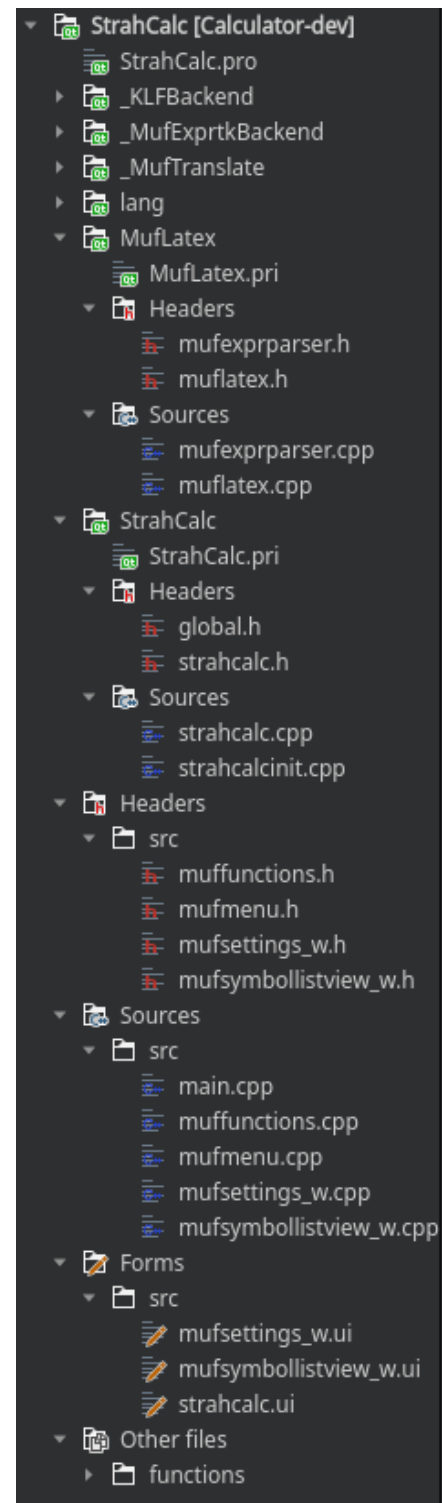 StrahCalc [Calculator-dev]
StrahCalc.pro
_KLFBackend
_MufExprtkBackend
_MufTranslate
lang
MufLatex
MufLatex.pri
Headers
mufexprparser.h
muflatex.h
Sources
mufexprparser.cpp
muflatex.cpp
StrahCalc
StrahCalc.pri
Headers
global.h
strahcalc.h
Sources
strahcalc.cpp
strahcalcinit.cpp
Headers
src
muffunctions.h
mufmenu.h
mufsettings_w.h
mufsymbollistview_w.h
Sources
src
main.cpp
muffunctions.cpp
mufmenu.cpp
mufsettings_w.cpp
mufsymbollistview_w.cpp
Forms
src
mufsettings_w.ui
mufsymbollistview_w.ui
strahcalc.ui
Other files
functions